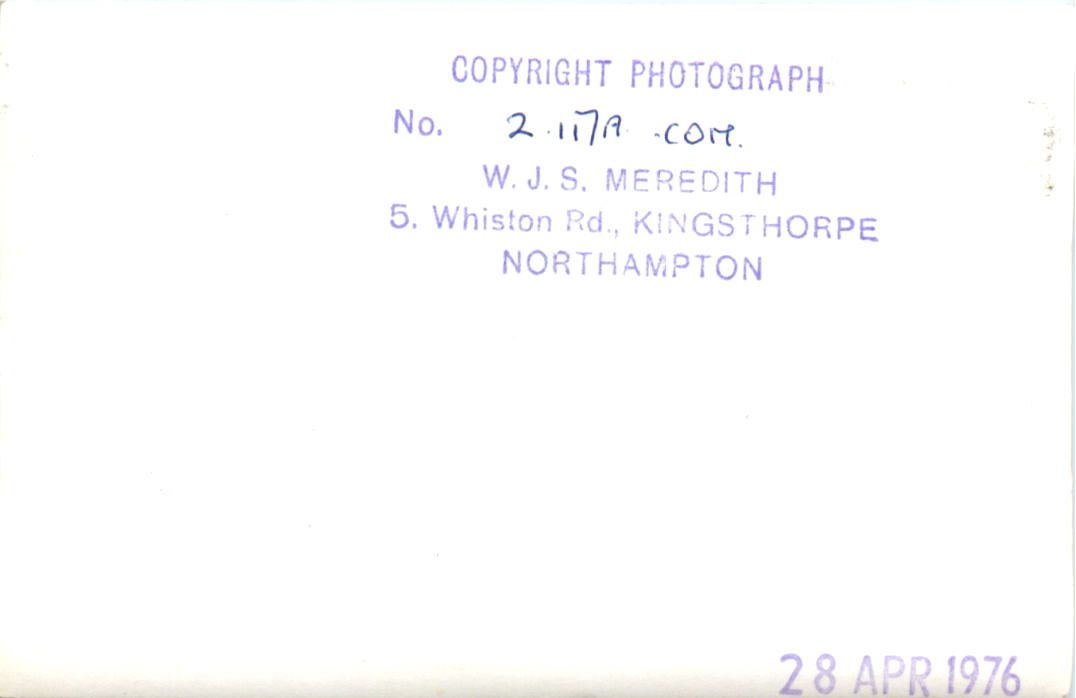 COPYRIGHT PHOTOGRAPH
No. 2.117A .COM.
W. J. S. MEREDITH
5. Whiston Rd., KINGSTHORPE
NORTHAMPTON
28 APR 1976